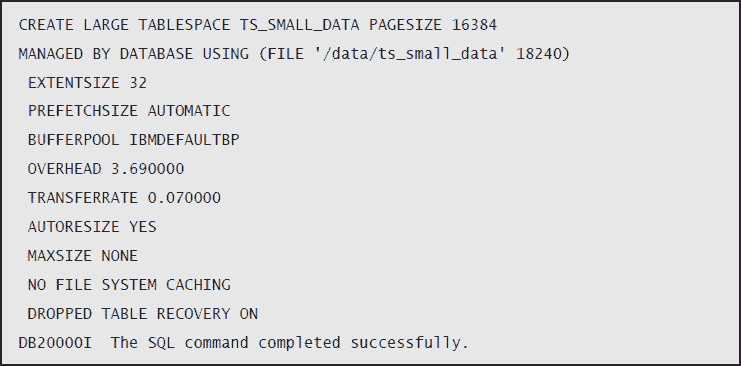 CREATE LARGE TABLESPACE TS_SMALL_DATA PAGESIZE 16384
MANAGED BY DATABASE USING (FILE '/data/ts_small_data' 18240)
EXTENTSIZE 32
PREFETCHSIZE AUTOMATIC
BUFFERPOOL IBMDEFAULTBP
OVERHEAD 3.690000
TRANSFERRATE 0.070000
AUTORESIZE YES
MAXSIZE NONE
NO FILE SYSTEM CACHING
DROPPED TABLE RECOVERY ON
DB20000I  The SQL command completed successfully.